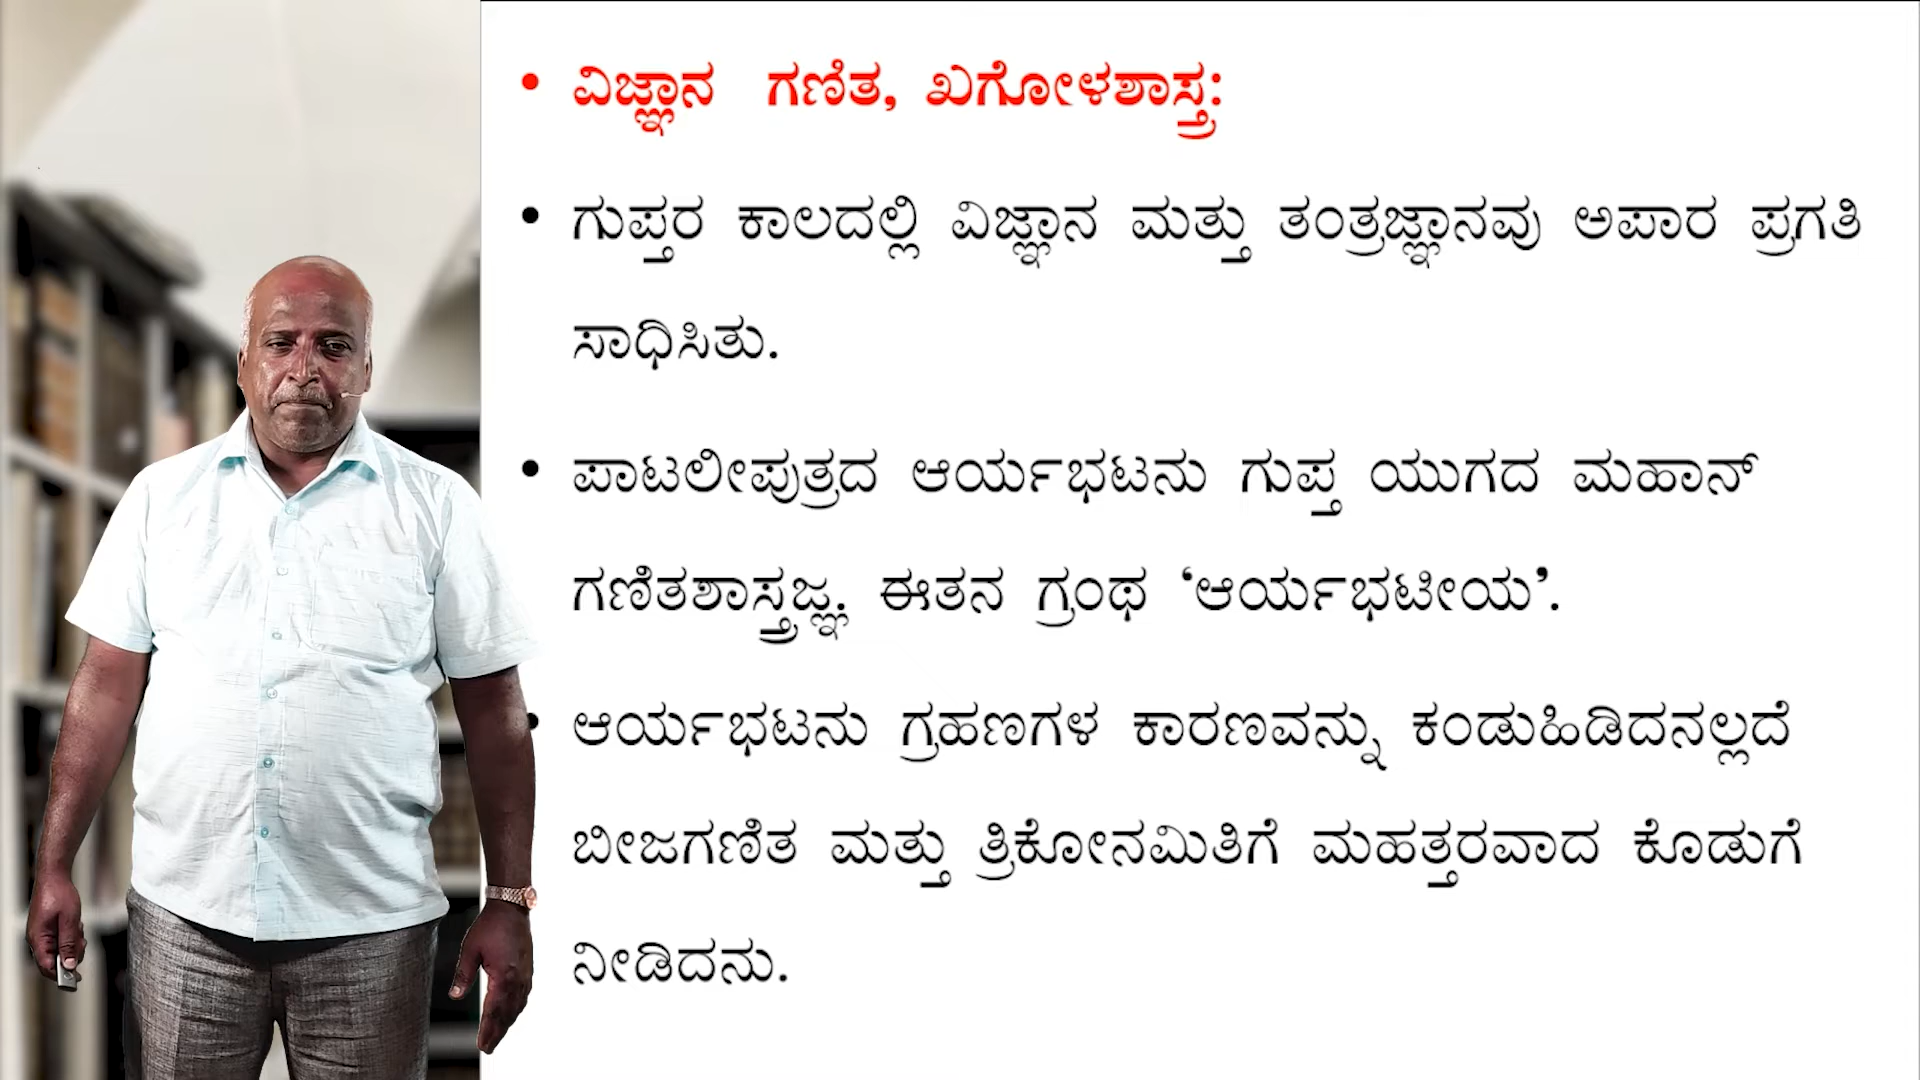 • ವಿಜ್ಞಾನ ಗಣಿತ, ಖಗೋಳಶಾಸ್ತ್ರ:
• ಗುಪ್ತರ ಕಾಲದಲ್ಲಿ ವಿಜ್ಞಾನ ಮತ್ತು ತಂತ್ರಜ್ಞಾನವು ಅಪಾರ ಪ್ರಗತಿ
ಸಾಧಿಸಿತು.
• ಪಾಟಲೀಪುತ್ರದ ಆರ್ಯಭಟನು ಗುಪ್ತ ಯುಗದ ಮಹಾನ್
ಗಣಿತಶಾಸ್ತ್ರಜ್ಞ. ಈತನ ಗ್ರಂಥ ‘ಆರ್ಯಭಟೀಯ’.
• ಆರ್ಯಭಟನು ಗ್ರಹಣಗಳ ಕಾರಣವನ್ನು ಕಂಡುಹಿಡಿದನಲ್ಲದೆ
ಬೀಜಗಣಿತ ಮತ್ತು ತ್ರಿಕೋನಮಿತಿಗೆ ಮಹತ್ತರವಾದ ಕೊಡುಗೆ
ನೀಡಿದನು.